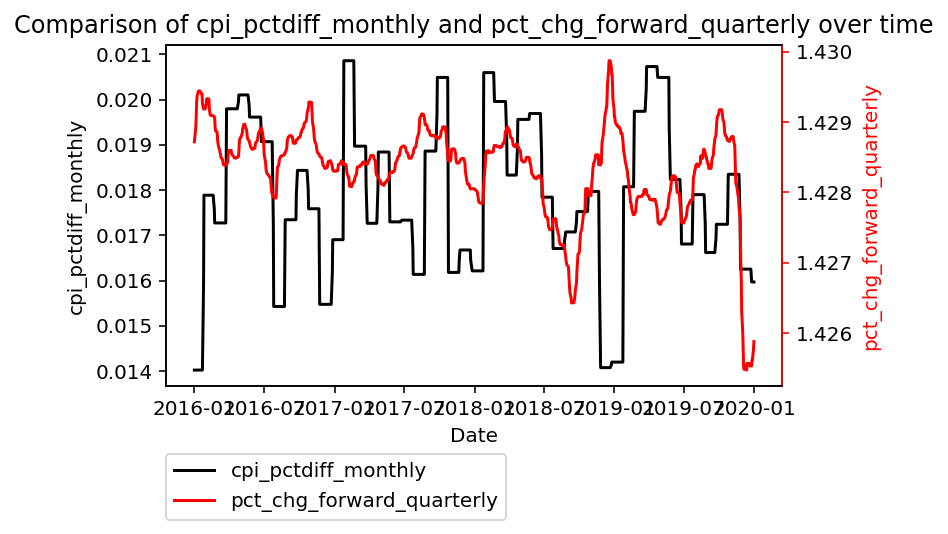 Comparison of cpi_pctdiff_monthly and pct_chg_forward_quarterly over time
0.021
0.020
0.019
0.018
0.017
0.016
0.015
0.014
cpi_pctdiff_monthly
1.430
1.429
1.428
1.427
1.426
pct_chg_forward_quarterly
2016-01 2016-07 2017-01 2017-07 2018-01 2018-07 2019-01 2019-07 2020-01
Date
cpi_pctdiff_monthly
pct_chg_forward_quarterly